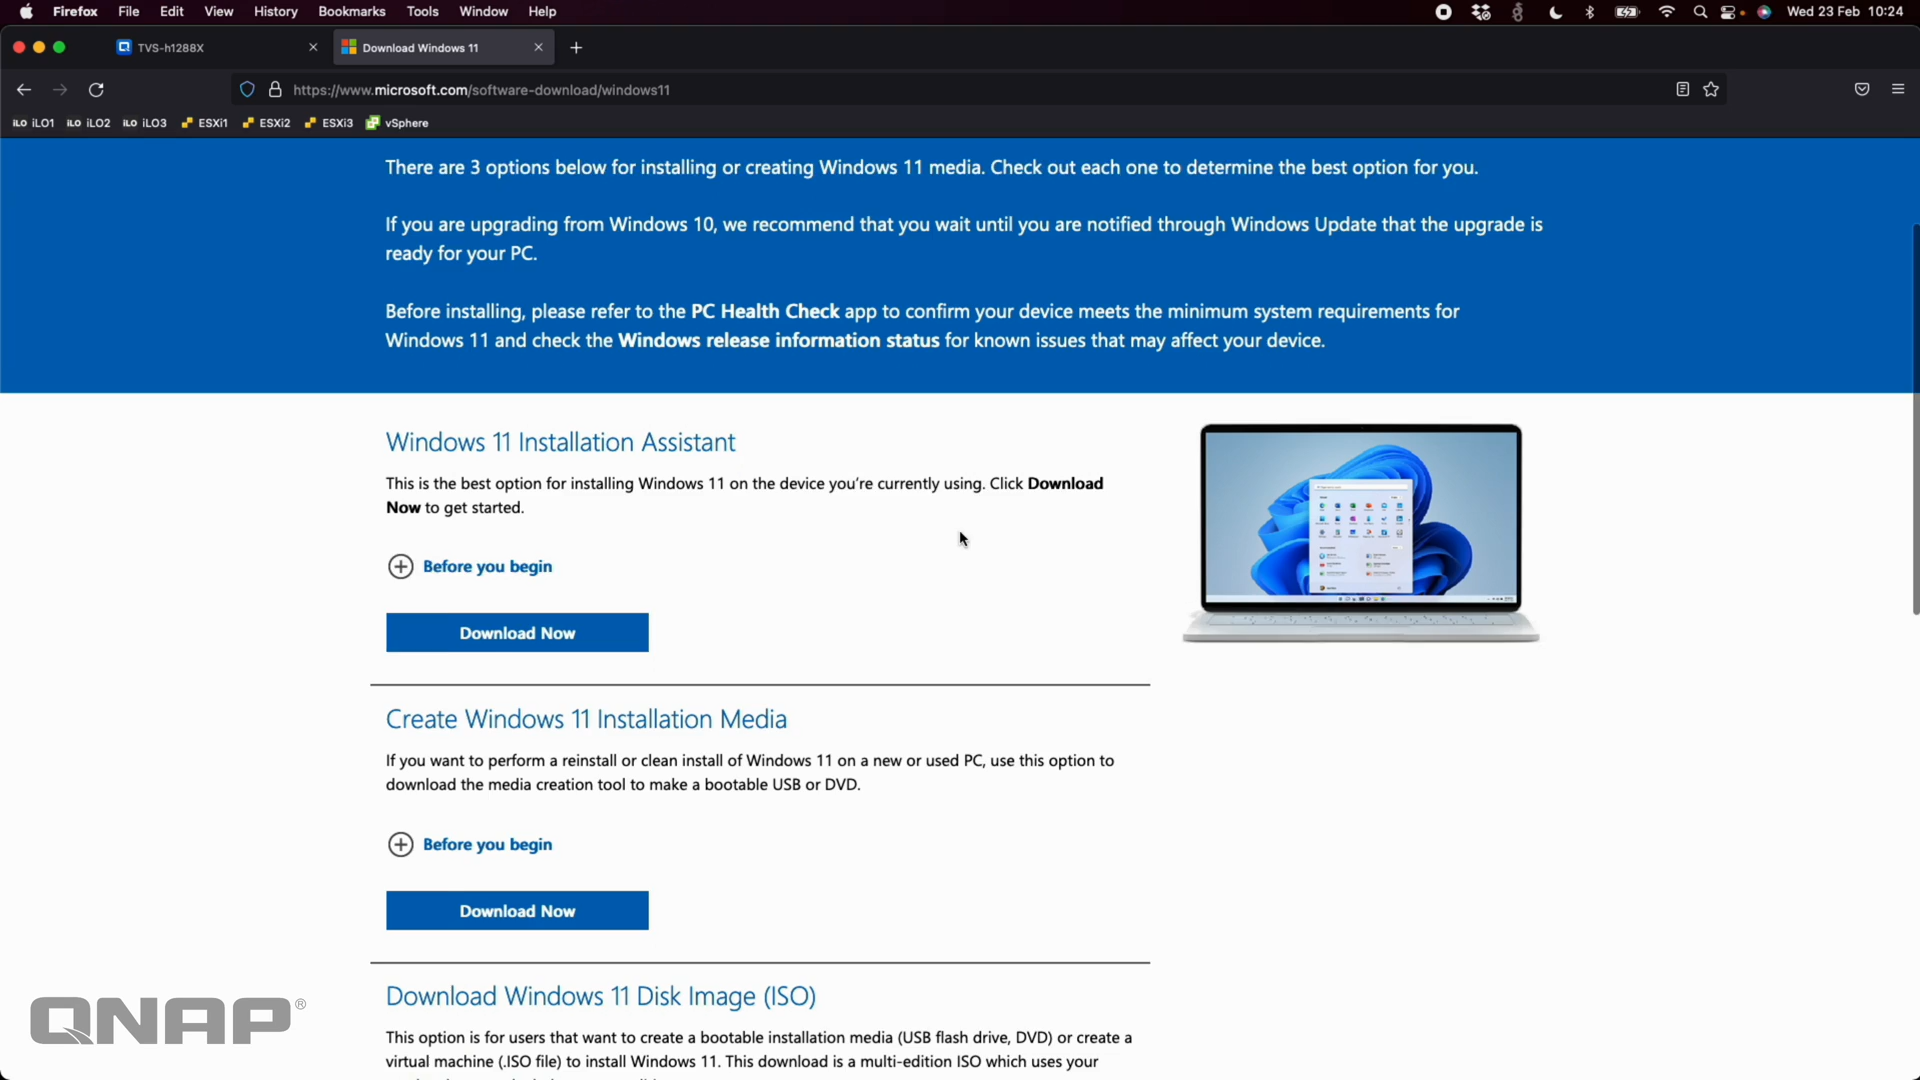 Firefox File Edit View History Bookmarks Tools Window Help
Wed 23 Feb 10:24
TVS-h1288X
Download Windows 11
https://www.microsoft.com/software-download/windows11
iLO iLO1 iLO iLO2 iLO iLO3 ESXi1 ESXi2 ESXi3 vSphere
There are 3 options below for installing or creating Windows 11 media. Check out each one to determine the best option for you.
If you are upgrading from Windows 10, we recommend that you wait until you are notified through Windows Update that the upgrade is
ready for your PC.
Before installing, please refer to the PC Health Check app to confirm your device meets the minimum system requirements for
Windows 11 and check the Windows release information status for known issues that may affect your device.
Windows 11 Installation Assistant
This is the best option for installing Windows 11 on the device you're currently using. Click Download
Now to get started.
Before you begin
Download Now
Create Windows 11 Installation Media
If you want to perform a reinstall or clean install of Windows 11 on a new or used PC, use this option to
download the media creation tool to make a bootable USB or DVD.
Before you begin
Download Now
Download Windows 11 Disk Image (ISO)
This option is for users that want to create a bootable installation media (USB flash drive, DVD) or create a
virtual machine (.ISO file) to install Windows 11. This download is a multi-edition ISO which uses your
QNAP®